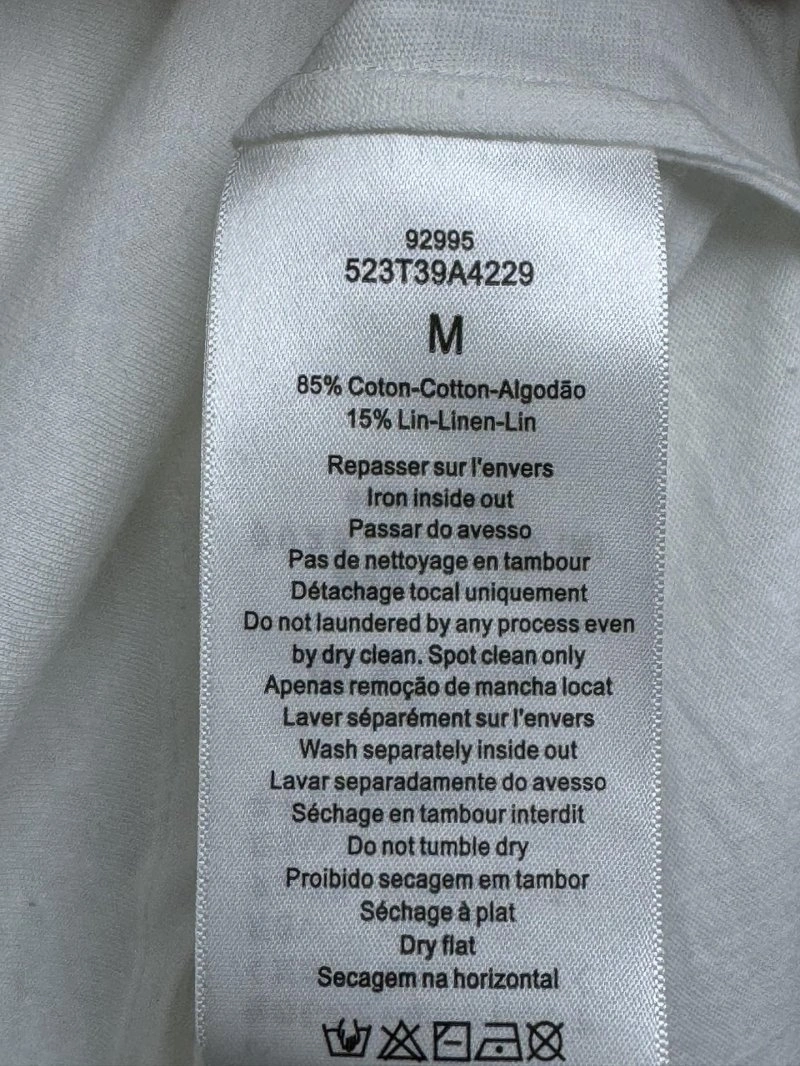 92995
523T39A4229
M
85% Coton-Cotton-Algodão
15% Lin-Linen-Lin
Repasser sur l'envers
Iron inside out
Passar do avesso
Pas de nettoyage en tambour
Détachage tocal uniquement
Do not laundered by any process even
by dry clean. Spot clean only
Apenas remoção de mancha locat
Laver séparément sur l'envers
Wash separately inside out
Lavar separadamente do avesso
Séchage en tambour interdit
Do not tumble dry
Proibido secagem em tambor
Séchage à plat
Dry flat
Secagem na horizontal